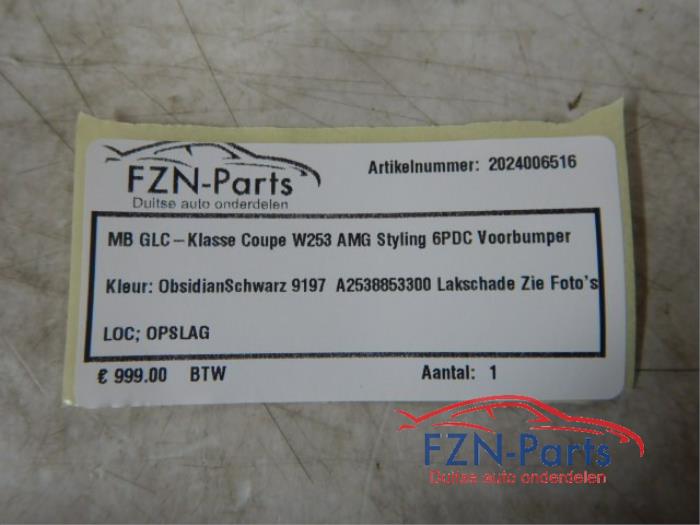 FZN-Parts
Duitse auto onderdelen
Artikelnummer: 2024006516
MB GLC-Klasse Coupe W253 AMG Styling 6PDC Voorbumper
Kleur: ObsidianSchwarz 9197 A2538853300 Lakschade Zie Foto's
LOC; OPSLAG
€ 999.00 BTW Aantal: 1
FZN-Parts
Duitse auto onderdelen